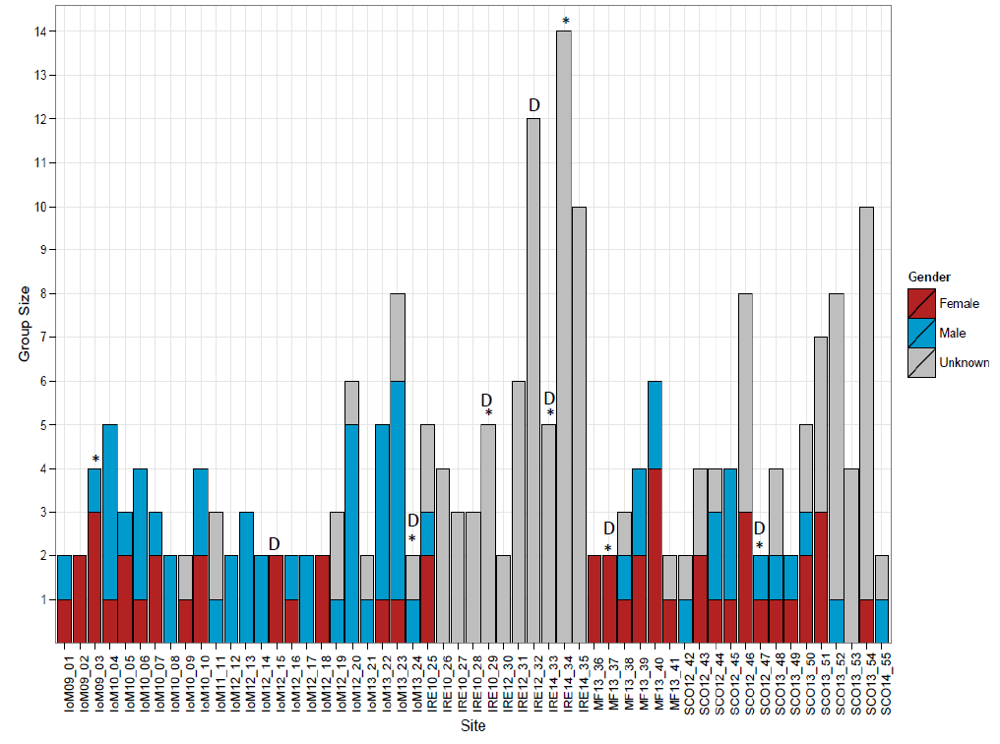 14
13
12
11
10
9
8
7
6
5
4
3
2
1
Group Size
*
D
D
*
D
*
D
D
*
*
D
*
D
*
IoM09_01
IoM09_02
IoM09_03
IoM10_04
IoM10_05
IoM10_06
IoM10_07
IoM10_08
IoM10_09
IoM10_10
IoM11_11
IoM12_12
IoM12_13
IoM12_14
IoM12_15
IoM12_16
IoM12_17
IoM12_18
IoM12_19
IoM12_20
IoM13_21
IoM13_22
IoM13_23
IoM13_24
IRE10_25
IRE10_26
IRE10_27
IRE10_28
IRE10_29
IRE12_30
IRE12_31
IRE12_32
IRE14_33
IRE14_34
IRE14_35
MF13_36
MF13_37
MF13_38
MF13_39
MF13_40
MF13_41
SCO12_42
SCO12_43
SCO12_44
SCO12_45
SCO12_46
SCO12_47
SCO13_48
SCO13_49
SCO13_50
SCO13_51
SCO13_52
SCO13_53
SCO13_54
SCO14_55
Site
Gender
Female
Male
Unknown